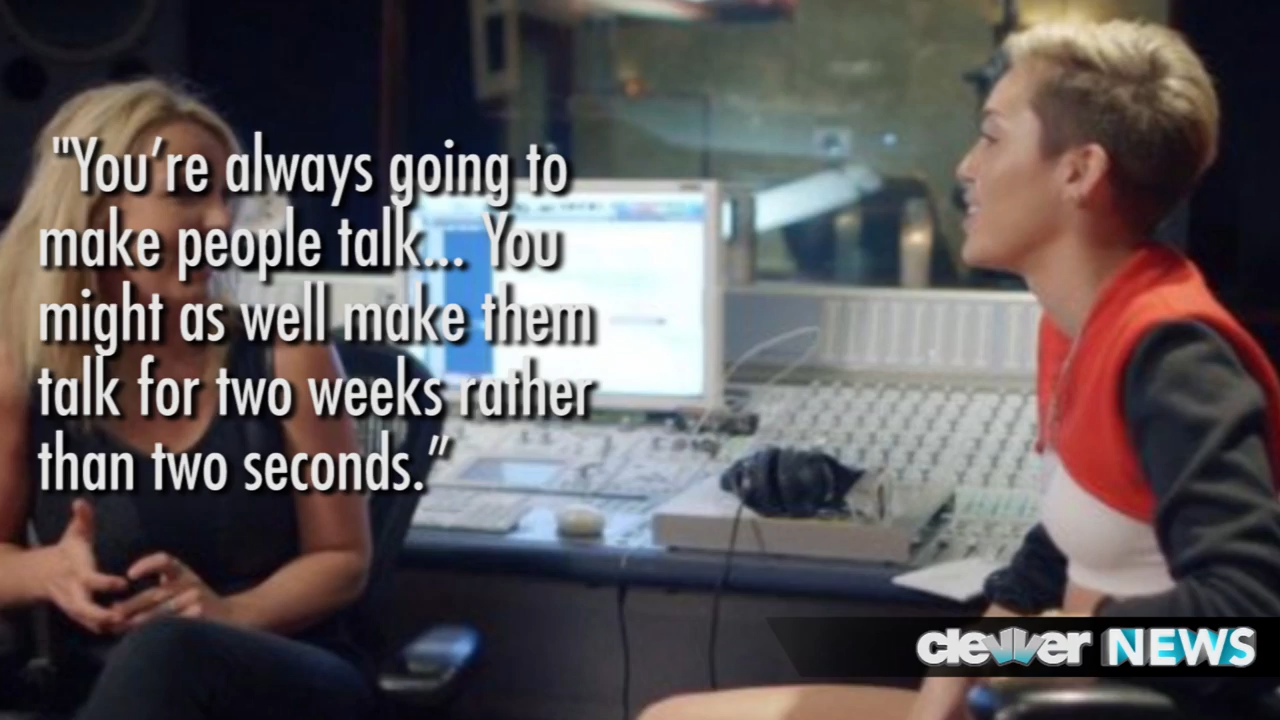 "You’re always going to
make people talk... You
might as well make them
talk for two weeks rather
than two seconds.”
clevver NEWS